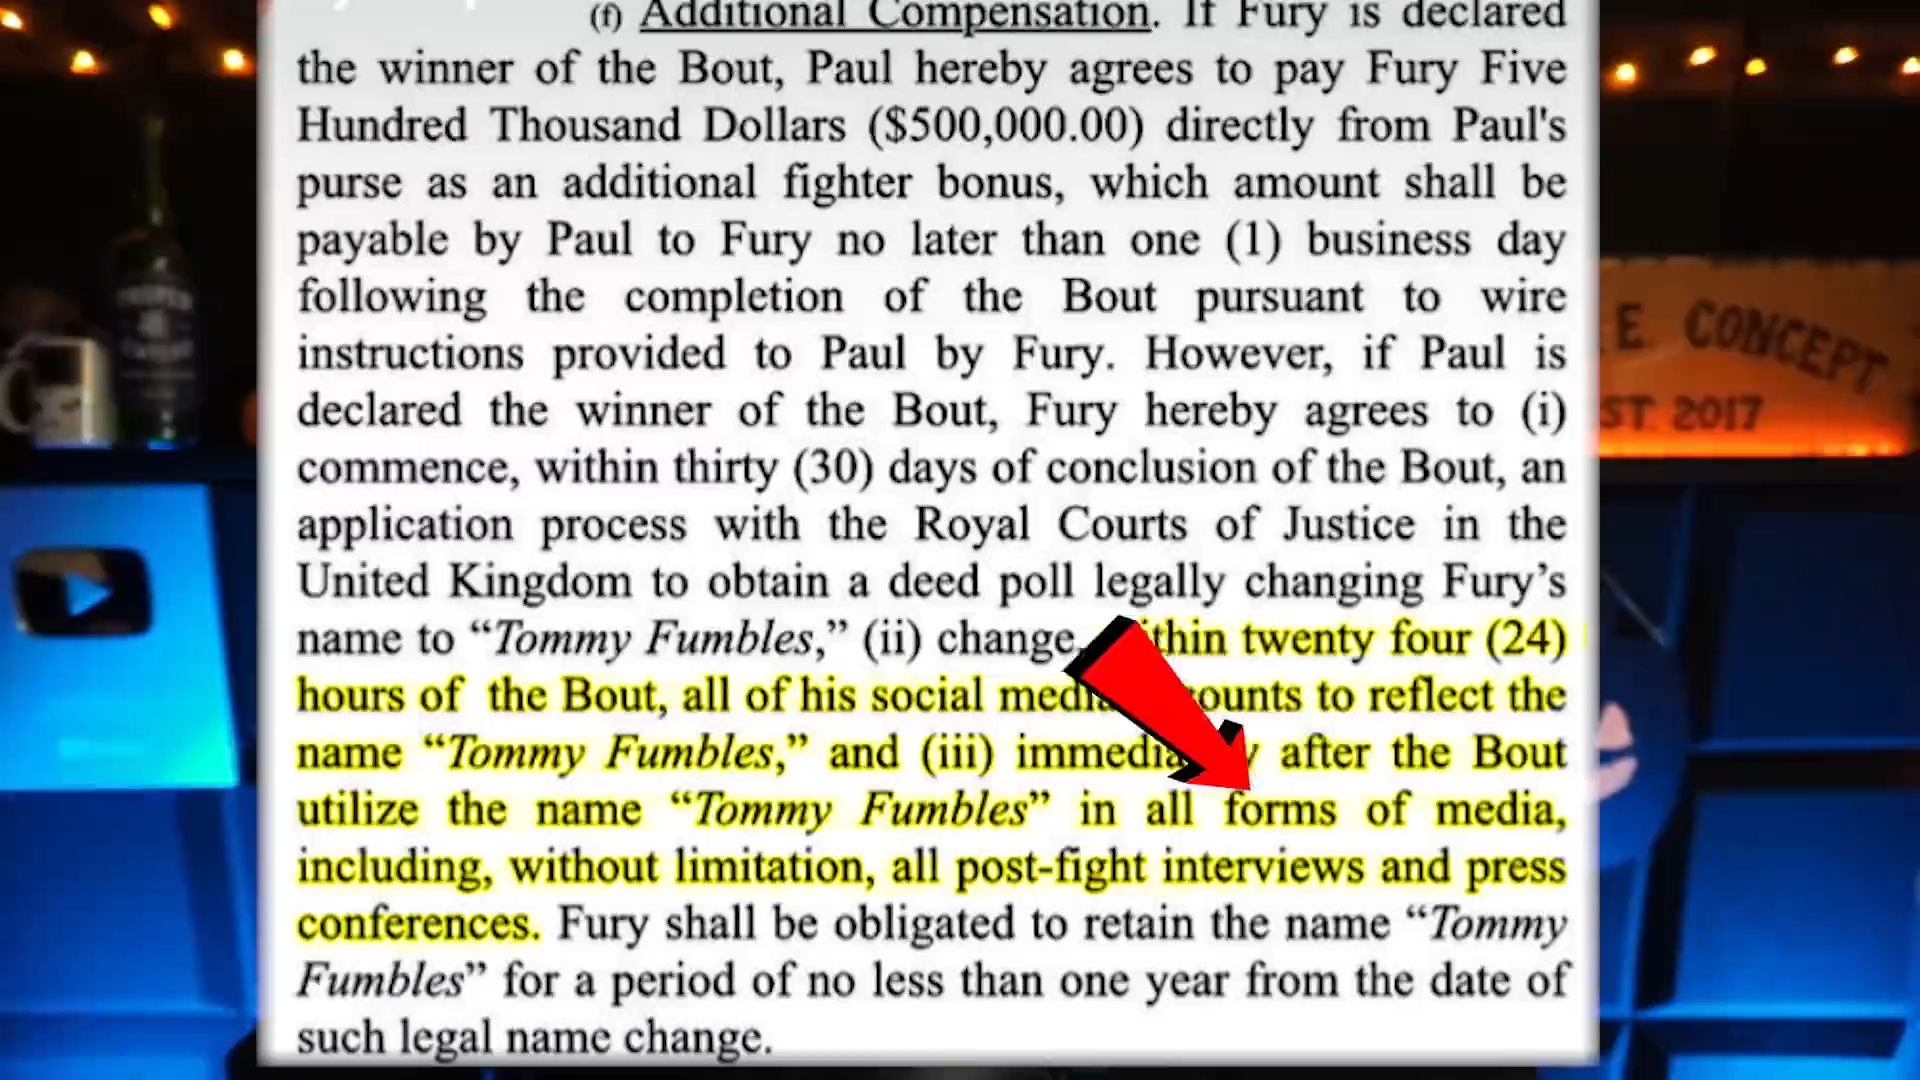 (f) Additional Compensation. If Fury is declared
the winner of the Bout, Paul hereby agrees to pay Fury Five
Hundred Thousand Dollars ($500,000.00) directly from Paul's
purse as an additional fighter bonus, which amount shall be
payable by Paul to Fury no later than one (1) business day
following the completion of the Bout pursuant to wire
instructions provided to Paul by Fury. However, if Paul is
declared the winner of the Bout, Fury hereby agrees to (i)
commence, within thirty (30) days of conclusion of the Bout, an
application process with the Royal Courts of Justice in the
United Kingdom to obtain a deed poll legally changing Fury’s
name to “Tommy Fumbles,” (ii) change, twenty four (24)
hours of the Bout, all of his social to reflect the
name “Tommy Fumbles,” and (iii) after the Bout
utilize the name “Tommy Fumbles” in all forms of media,
including, without limitation, all post-fight interviews and press
conferences. Fury shall be obligated to retain the name “Tommy
Fumbles” for a period of no less than one year from the date of
such legal name change.
CONCEPT
2017